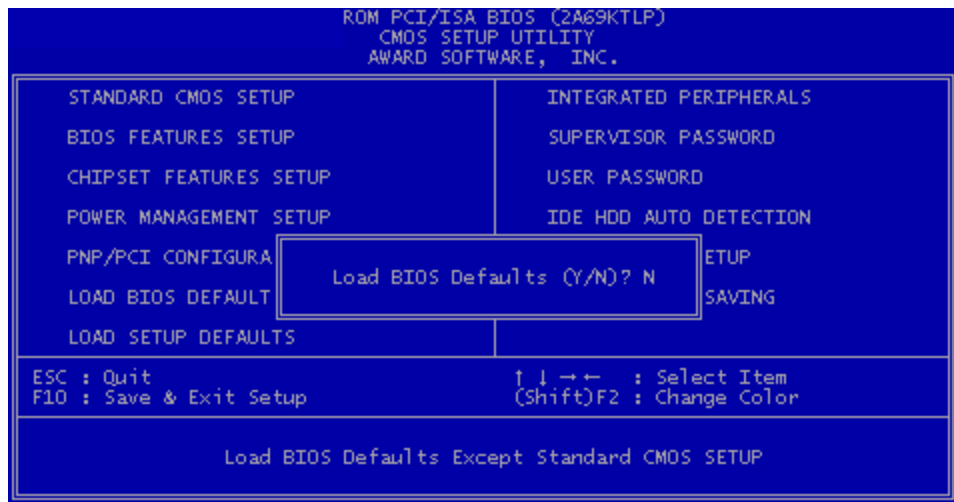 ROM PCI/ISA BIOS (2A69KTLP)
CMOS SETUP UTILITY
AWARD SOFTWARE, INC.
STANDARD CMOS SETUP
BIOS FEATURES SETUP
CHIPSET FEATURES SETUP
POWER MANAGEMENT SETUP
PNP/PCI CONFIGURA
LOAD BIOS DEFAULT
LOAD SETUP DEFAULTS
INTEGRATED PERIPHERALS
SUPERVISOR PASSWORD
USER PASSWORD
IDE HDD AUTO DETECTION
ETUP
SAVING
Load BIOS Defaults (Y/N)? N
ESC : Quit
F10 : Save & Exit Setup
↑ ↓ → ← : Select Item
(Shift)F2 : Change Color
Load BIOS Defaults Except Standard CMOS SETUP